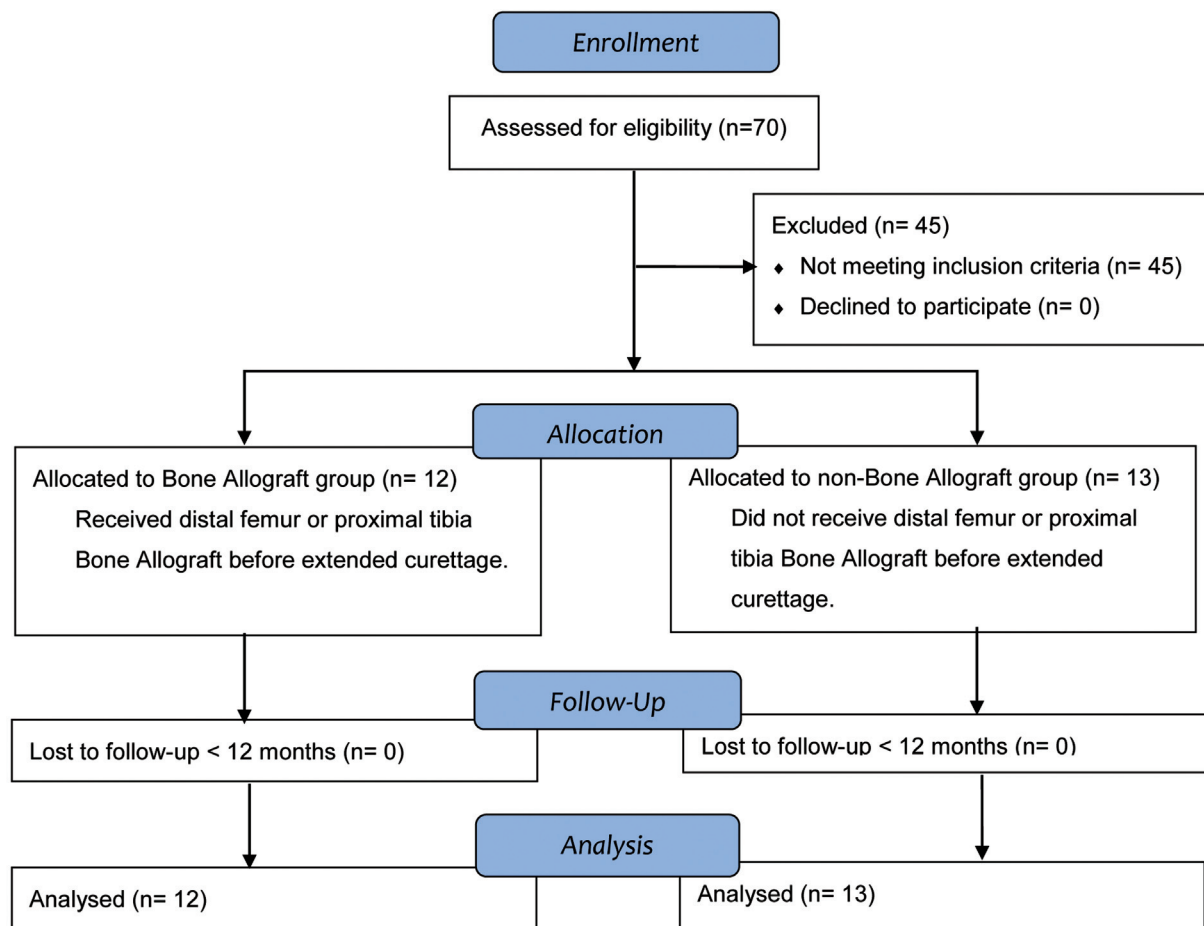 Enrollment
Assessed for eligibility (n=70)
Excluded (n= 45)
♦ Not meeting inclusion criteria (n= 45)
♦ Declined to participate (n= 0)
Allocation
Allocated to Bone Allograft group (n= 12)
Received distal femur or proximal tibia
Bone Allograft before extended curettage.
Allocated to non-Bone Allograft group (n= 13)
Did not receive distal femur or proximal
tibia Bone Allograft before extended
curettage.
Follow-Up
Lost to follow-up < 12 months (n= 0)
Lost to follow-up < 12 months (n= 0)
Analysis
Analysed (n= 12)
Analysed (n= 13)